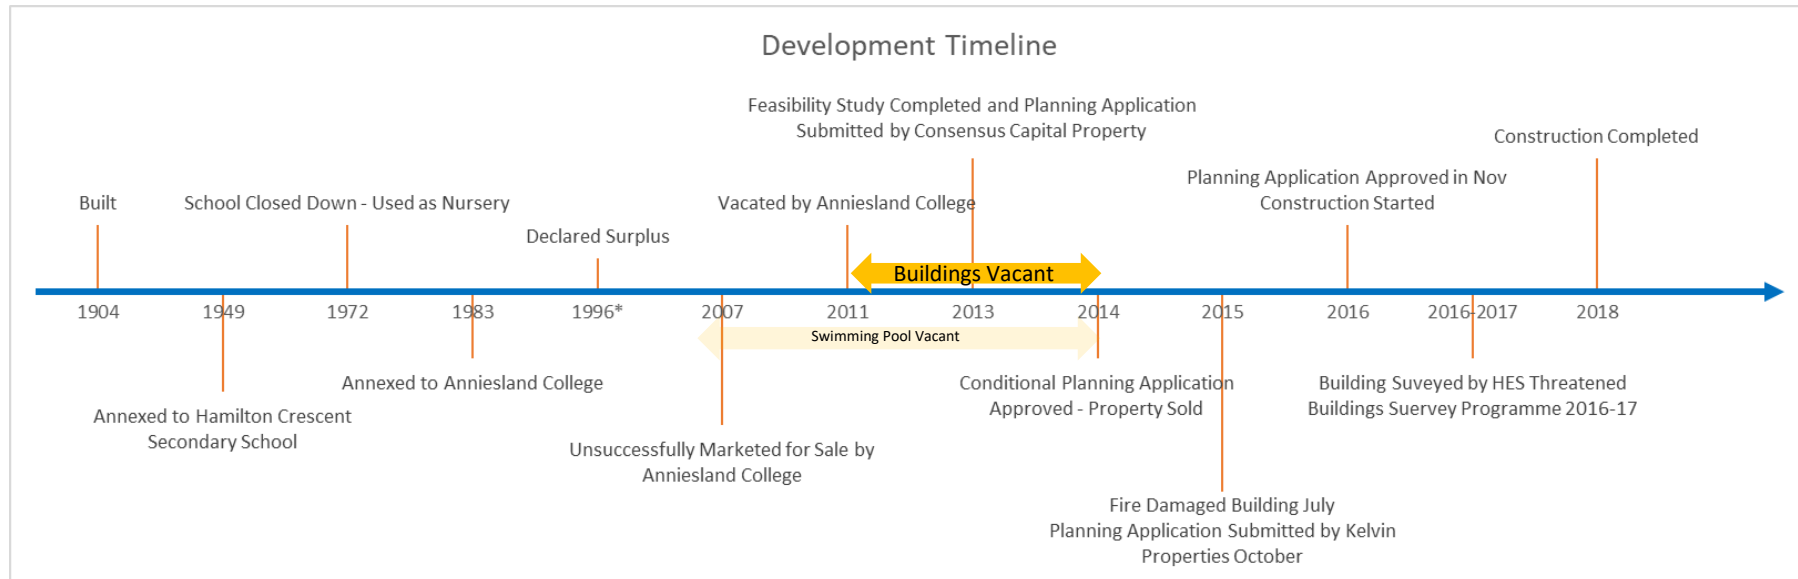 Development Timeline
Feasibility Study Completed and Planning Application
Submitted by Consensus Capital Property
Construction Completed
Planning Application Approved in Nov
Construction Started
Built
School Closed Down - Used as Nursery
Vacated by Anniesland College
Declared Surplus
Buildings Vacant
1904
1949
1972
1983
1996*
2007
2011
2013
2014
2015
2016
2016-2017
2018
Swimming Pool Vacant
Annexed to Anniesland College
Conditional Planning Application
Approved - Property Sold
Building Suveyed by HES Threatened
Buildings Suervey Programme 2016-17
Annexed to Hamilton Crescent
Secondary School
Unsuccessfully Marketed for Sale by
Anniesland College
Fire Damaged Building July
Planning Application Submitted by Kelvin
Properties October